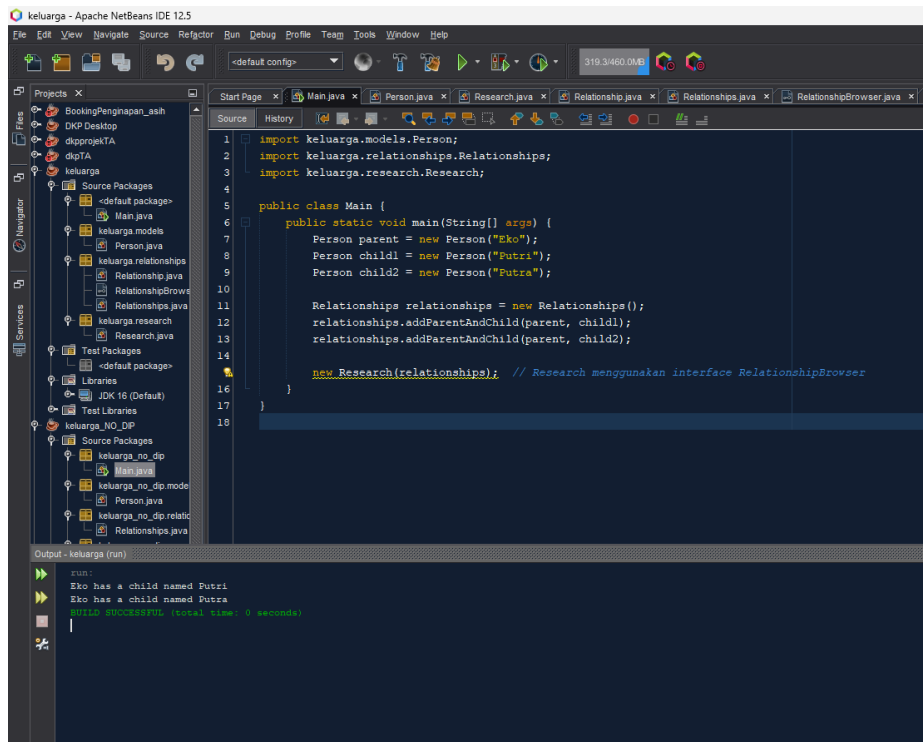 keluarga - Apache NetBeans IDE 12.5
File Edit View Navigate Source Refactor Run Debug Profile Team Tools Window Help
<default config> 319.3/460.0MB
Files
Navigator
Services
Projects X
BookingPenginapan_asih
DKP Desktop
dkpprojekTA
dkpTA
keluarga
Source Packages
<default package>
Main.java
keluarga.models
Person.java
keluarga.relationships
Relationship.java
RelationshipBrows
Relationships.java
keluarga.research
Research.java
Test Packages
<default package>
Libraries
JDK 16 (Default)
Test Libraries
keluarga_NO_DIP
Source Packages
keluarga_no_dip
Main.java
keluarga_no_dip.mode
Person.java
keluarga_no_dip.relatic
Relationships.java
Start Page x Main.java x Person.java x Research.java x Relationship.java x Relationships.java x RelationshipBrowser.java x
Source History
1 import keluarga.models.Person;
2 import keluarga.relationships.Relationships;
3 import keluarga.research.Research;
4
5 public class Main {
6 public static void main(String[] args) {
7 Person parent = new Person("Eko");
8 Person child1 = new Person("Putri");
9 Person child2 = new Person("Putra");
10
11 Relationships relationships = new Relationships();
12 relationships.addParentAndChild(parent, child1);
13 relationships.addParentAndChild(parent, child2);
14
new Research(relationships); // Research menggunakan interface RelationshipBrowser
16 }
17 }
18
Output - keluarga (run)
run:
Eko has a child named Putri
Eko has a child named Putra
BUILD SUCCESSFUL (total time: 0 seconds)